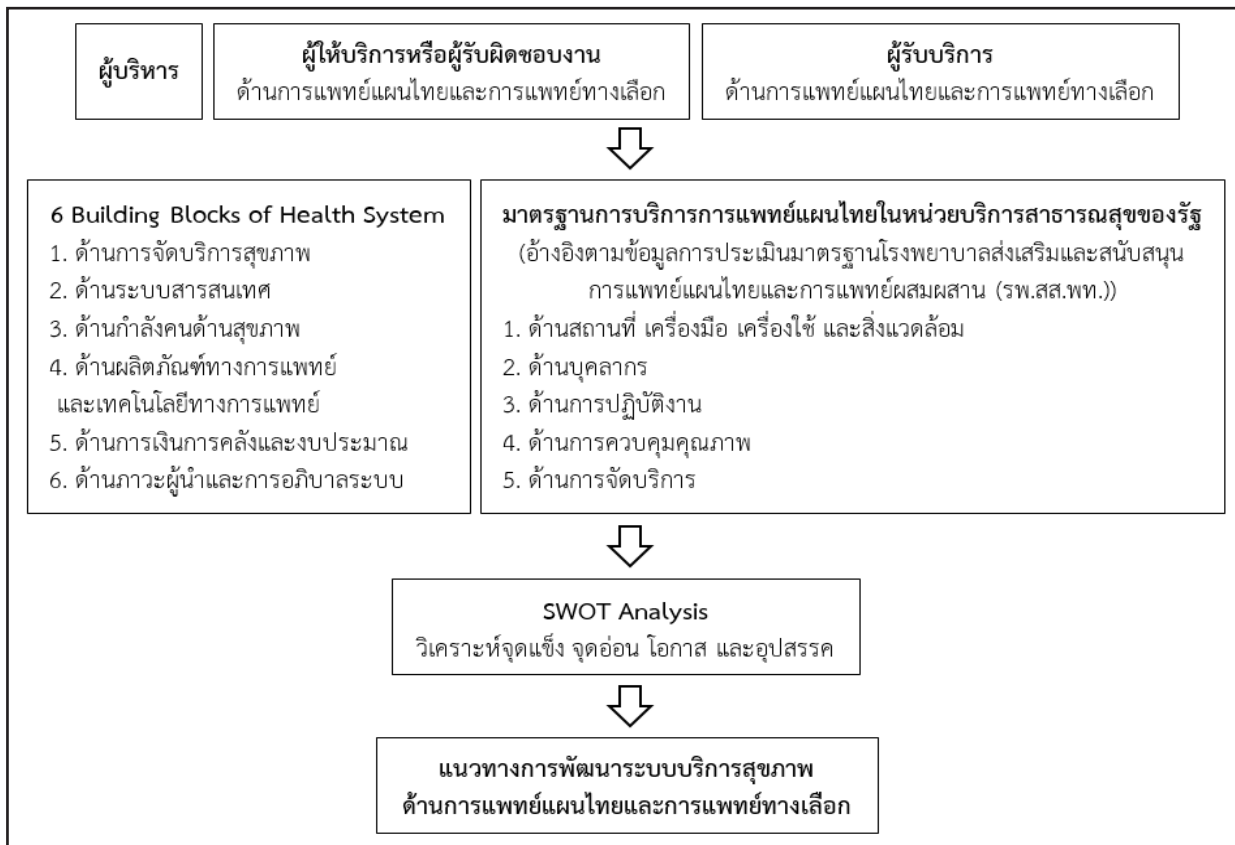 ผู้บริหาร
ผู้ให้บริการหรือผู้รับผิดชอบงาน
ด้านการแพทย์แผนไทยและการแพทย์ทางเลือก
ผู้รับบริการ
ด้านการแพทย์แผนไทยและการแพทย์ทางเลือก
6 Building Blocks of Health System
1. ด้านการจัดบริการสุขภาพ
2. ด้านระบบสารสนเทศ
3. ด้านกำลังคนด้านสุขภาพ
4. ด้านผลิตภัณฑ์ทางการแพทย์
และเทคโนโลยีทางการแพทย์
5. ด้านการเงินการคลังและงบประมาณ
6. ด้านภาวะผู้นำและการอภิบาลระบบ
มาตรฐานการบริการการแพทย์แผนไทยในหน่วยบริการสาธารณสุขของรัฐ
(อ้างอิงตามข้อมูลการประเมินมาตรฐานโรงพยาบาลส่งเสริมและสนับสนุน
การแพทย์แผนไทยและการแพทย์ผสมผสาน (รพ.สส.พท.))
1. ด้านสถานที่ เครื่องมือ เครื่องใช้ และสิ่งแวดล้อม
2. ด้านบุคลากร
3. ด้านการปฏิบัติงาน
4. ด้านการควบคุมคุณภาพ
5. ด้านการจัดบริการ
SWOT Analysis
วิเคราะห์จุดแข็ง จุดอ่อน โอกาส และอุปสรรค
แนวทางการพัฒนาระบบบริการสุขภาพ
ด้านการแพทย์แผนไทยและการแพทย์ทางเลือก